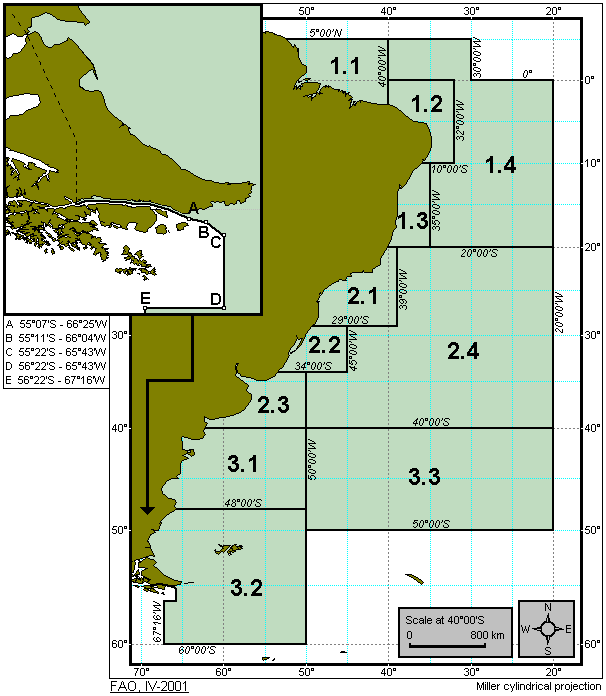 50° 40° 30° 20°
5°00'N
1.1
40°00'W
30°00'W
0°
0°
0°
1.2
32°00'W
10°
10°00'S
10°
1.4
1.3
35°00'W
20°
20°00'S
20°
2.1
39°00'W
20°00'W
29°00'S
30°
30°
2.2
45°00'W
34°00'S
2.4
2.3
40°
40°00'S
40°
3.1
50°00'W
3.3
48°00'S
50°
50°00'S
50°
3.2
67°16'W
60°
60°00'S
60°
A
B
C
D
E
A 55°07'S - 66°25'W
B 55°11'S - 66°04'W
C 55°22'S - 65°43'W
D 56°22'S - 65°43'W
E 56°22'S - 67°16'W
Scale at 40°00'S
0 800 km
N
W E
S
70° 60° 50° 40° 30° 20°
FAO, IV-2001
Miller cylindrical projection